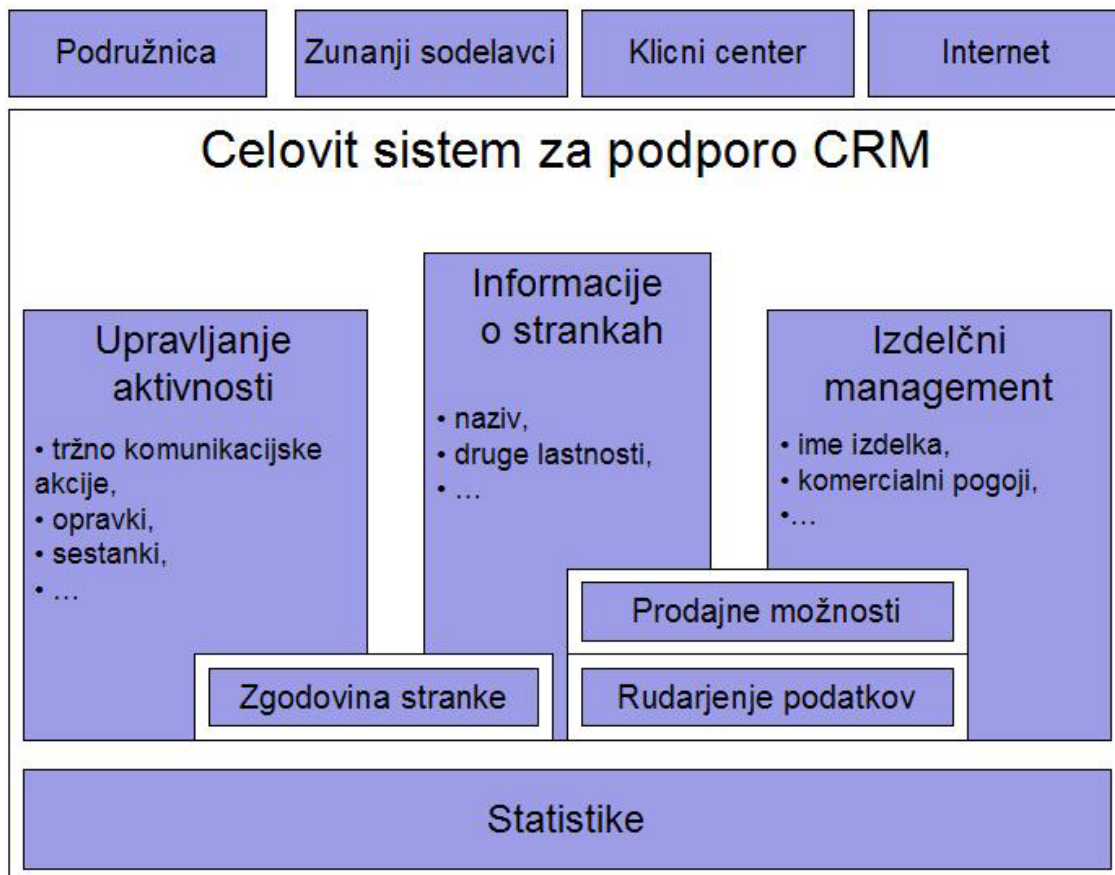 Podružnica
Zunanji sodelavci
Klicni center
Internet
Celovit sistem za podporo CRM
Upravljanje
aktivnosti
• tržno komunikacijske
akcije,
• opravki,
• sestanki,
• …
Informacije
o strankah
• naziv,
• druge lastnosti,
• …
Izdelčni
management
• ime izdelka,
• komercialni pogoji,
•…
Prodajne možnosti
Zgodovina stranke
Rudarjenje podatkov
Statistike